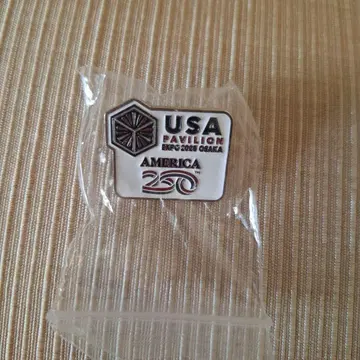 USA
PAVILION
EXPO 2025 OSAKA
AMERICA
250